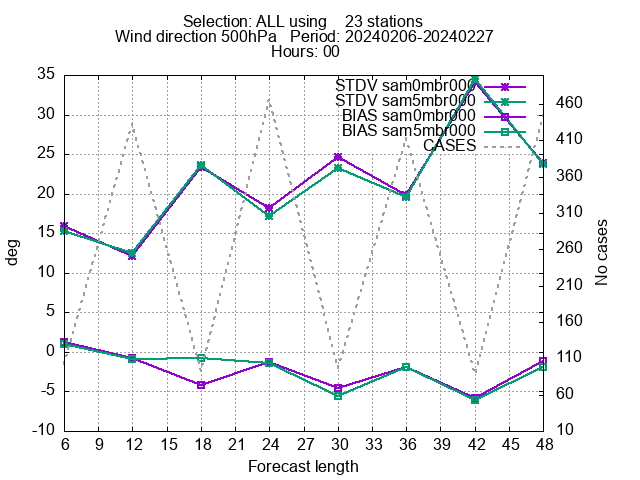 Selection: ALL using    23 stations
Wind direction 500hPa   Period: 20240206-20240227
Hours: 00
STDV sam0mbr000
STDV sam5mbr000
BIAS sam0mbr000
BIAS sam5mbr000
CASES
35
30
25
20
15
10
5
0
-5
-10
deg
460
410
360
310
260
210
160
110
60
10
No cases
6 9 12 15 18 21 24 27 30 33 36 39 42 45 48
Forecast length